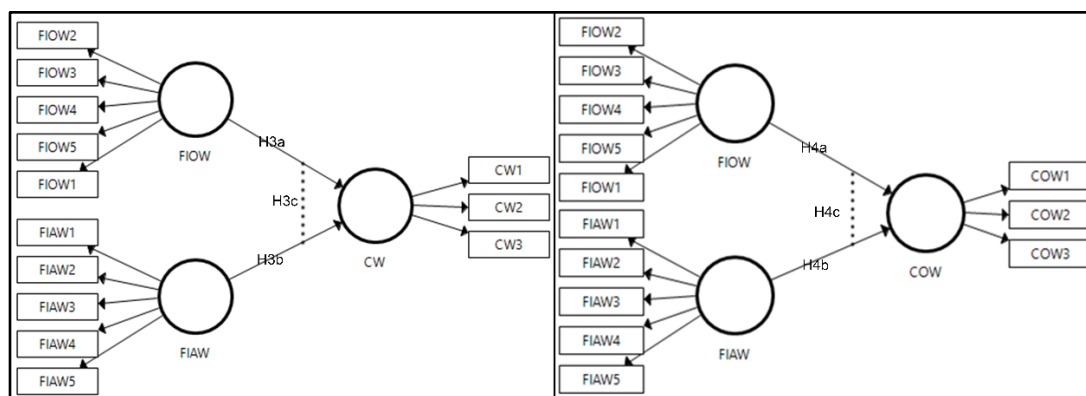 FIOW2
FIOW3
FIOW4
FIOW5
FIOW1
FIOW
H3a
FIAW1
FIAW2
FIAW3
FIAW4
FIAW5
FIAW
H3b
H3c
CW
CW1
CW2
CW3
FIOW2
FIOW3
FIOW4
FIOW5
FIOW1
FIOW
H4a
FIAW1
FIAW2
FIAW3
FIAW4
FIAW5
FIAW
H4b
H4c
COW
COW1
COW2
COW3